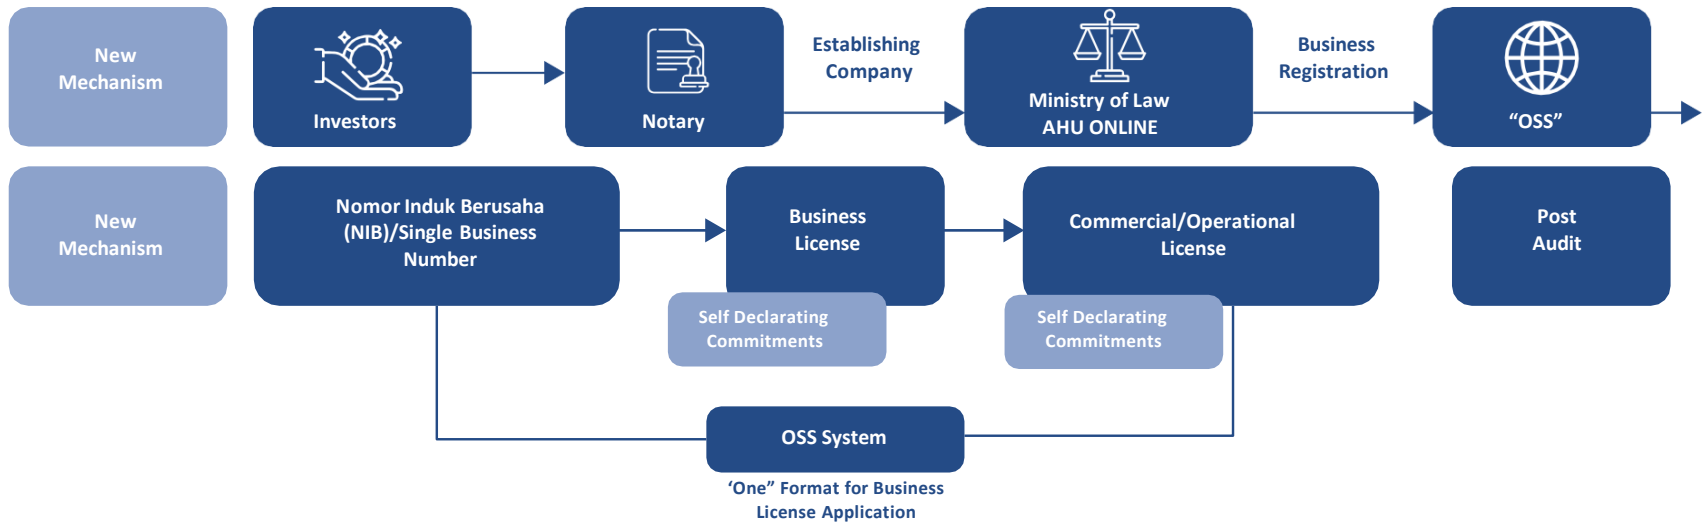 New
Mechanism
Investors
Notary
Establishing
Company
Ministry of Law
AHU ONLINE
Business
Registration
“OSS”
New
Mechanism
Nomor Induk Berusaha
(NIB)/Single Business
Number
Business
License
Commercial/Operational
License
Post
Audit
Self Declarating
Commitments
Self Declarating
Commitments
OSS System
‘One” Format for Business
License Application